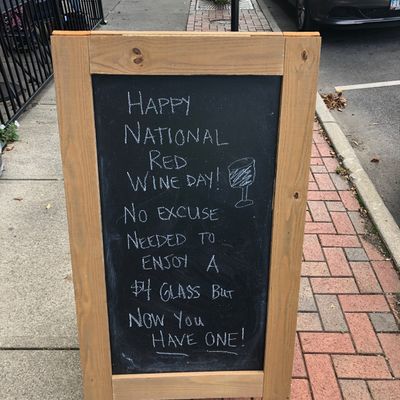 HAPPY
NATIONAL
RED
WINE DAY!
NO EXCUSE
NEEDED TO
ENJOY A
$4 GLASS BUT
NOW YOU
HAVE ONE!